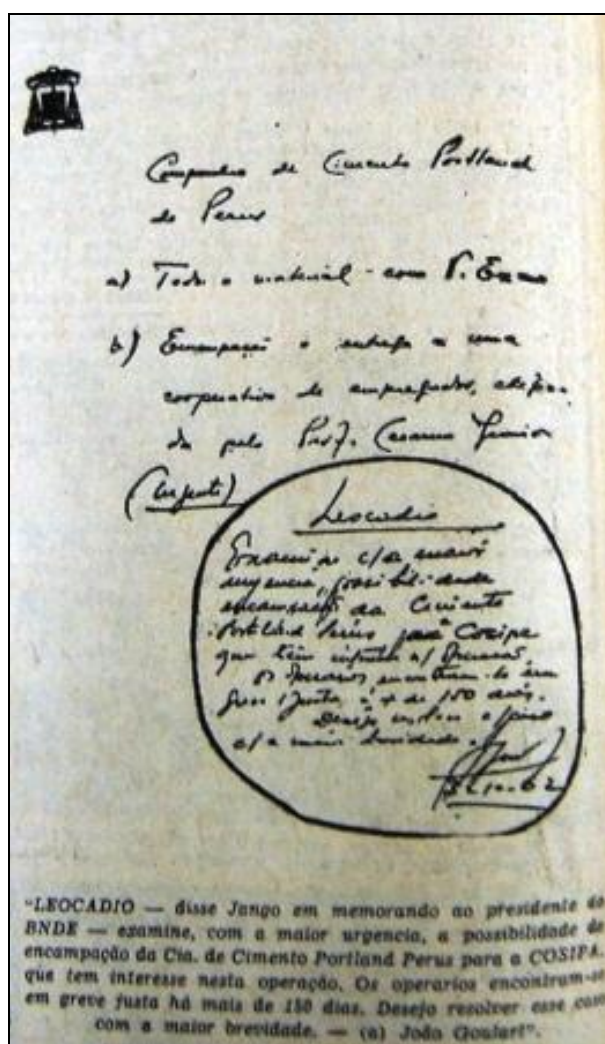 Companhia de Cimento Portland
de Perus
a) Todo o material - com V. Exma
b) Encampação e entrega a uma
cooperativa de empregados, chefia
da pelo Prof. Cesarino Junior
(Urgente)
Leocadio
Examine c/a maior
urgencia, possibilidade
encampação da Cimento
Portland Perús para Cosipa
que tem interesse n/ operação
Os operarios encontram-se em
greve justa á + de 150 dias.
Desejo resolver o
c/a maior brevidade.
"LEOCADIO — disse Jango em memorando ao presidente do
BNDE — examine, com a maior urgencia, a possibilidade de
encampação da Cia. de Cimento Portland Perus para a COSIPA,
que tem interesse nesta operação. Os operarios encontram-se
em greve justa há mais de 150 dias. Desejo resolver esse caso
com a maior brevidade. — (a) João Goulart".